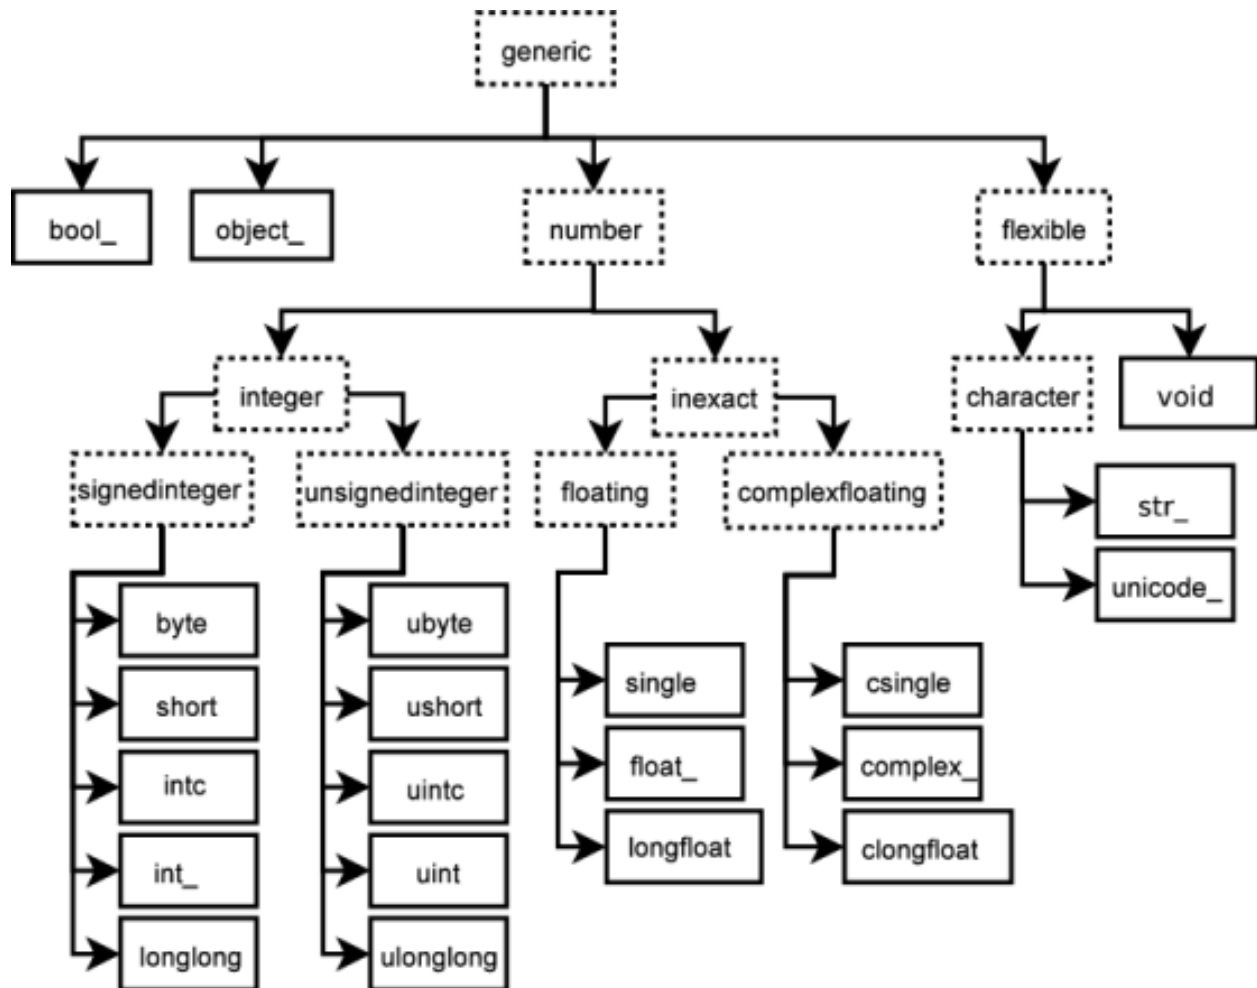 generic
bool_
object_
number
flexible
integer
inexact
character
void
signedinteger
unsignedinteger
floating
complexfloating
str_
unicode_
byte
ubyte
single
csingle
short
ushort
float_
complex_
intc
uintc
longfloat
clongfloat
int_
uint
longlong
ulonglong